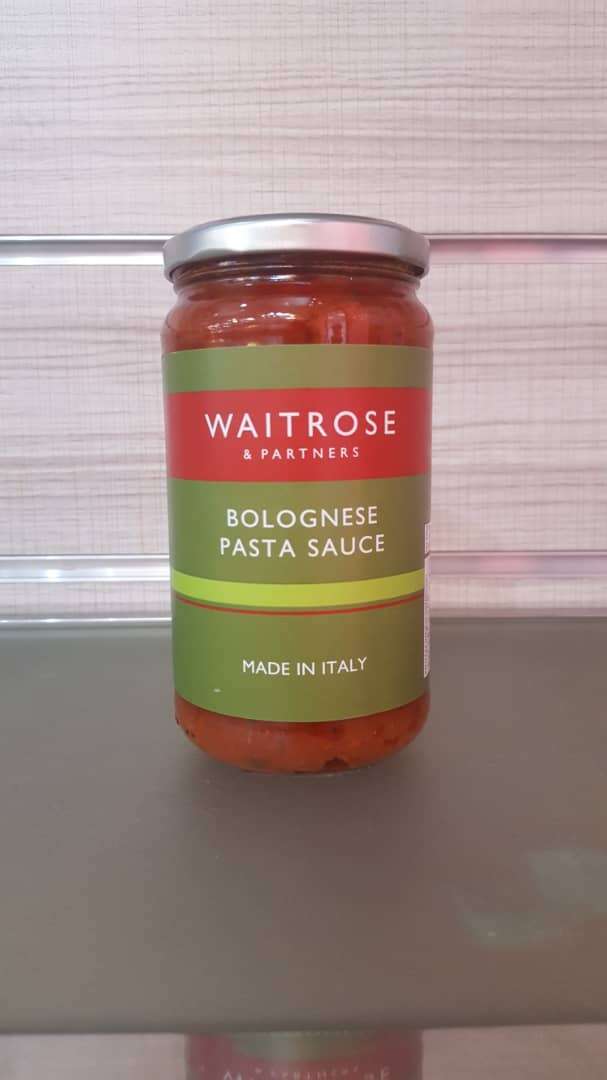 WAITROSE
& PARTNERS
BOLOGNESE
PASTA SAUCE
MADE IN ITALY